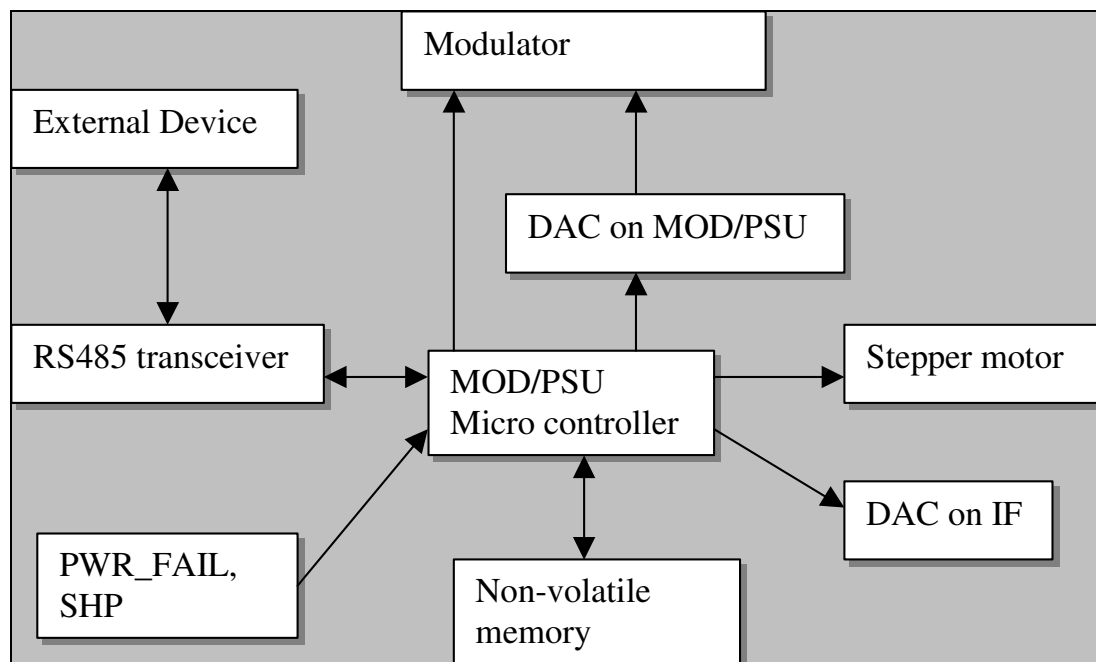 Modulator
External Device
DAC on MOD/PSU
RS485 transceiver
MOD/PSU
Micro controller
Stepper motor
DAC on IF
PWR_FAIL,
SHP
Non-volatile
memory